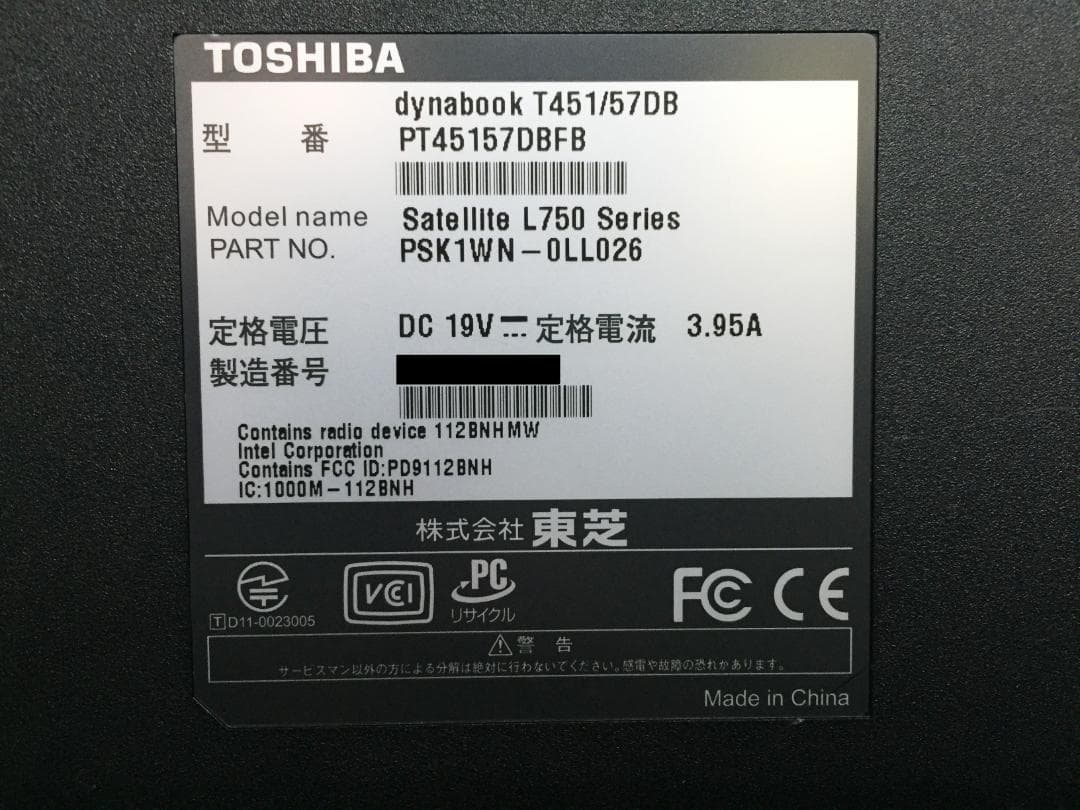 TOSHIBA
dynabook T451/57DB
型 番 PT45157DBFB
Model name Satellite L750 Series
PART NO. PSK1WN-0LL026
定格電圧 DC 19V 定格電流 3.95A
製造番号
Contains radio device 112BNHMW
Intel Corporation
Contains FCC ID:PD9112BNH
IC:1000M-112BNH
株式会社 東芝
T D11-0023005
VCI
PC
リサイクル
FC CE
警 告
サービスマン以外の方による分解は絶対に行わないでください。感電や故障の恐れがあります。
Made in China